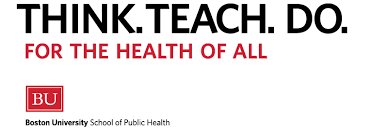 THINK. TEACH. DO.
FOR THE HEALTH OF ALL
BU
Boston University School of Public Health